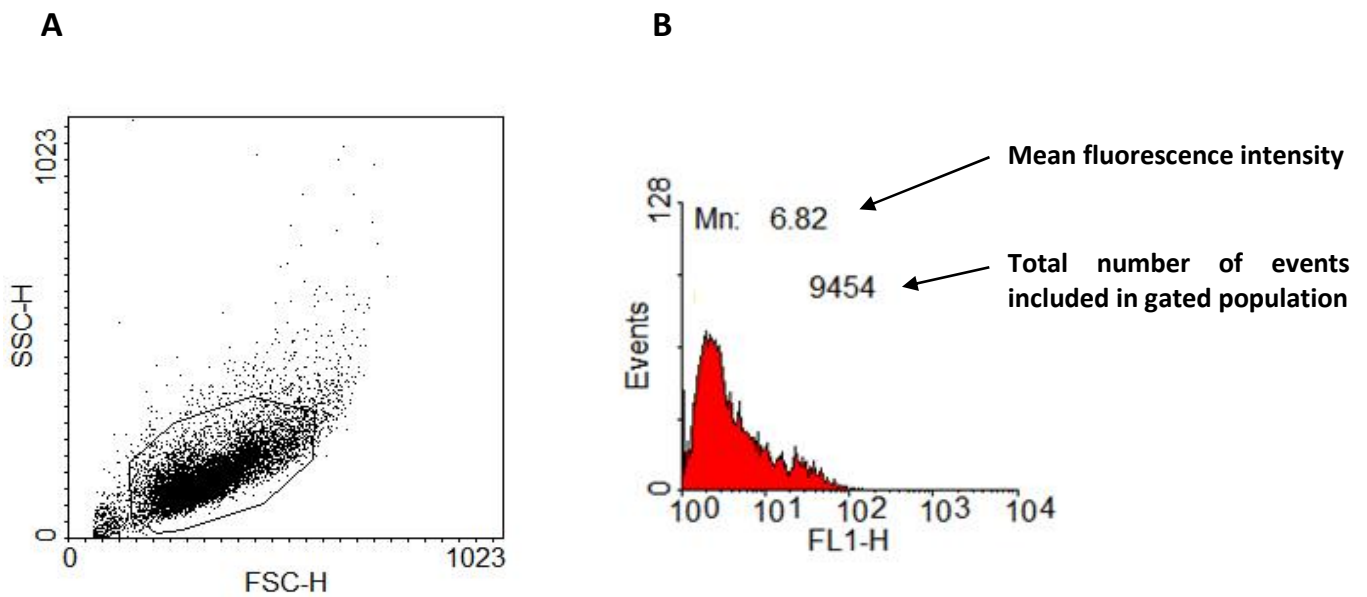 A
B
1023
SSC-H
0
0
1023
FSC-H
128
Mn: 6.82
9454
Events
0
100
101
102
103
104
FL1-H
Mean fluorescence intensity
Total number of events
included in gated population